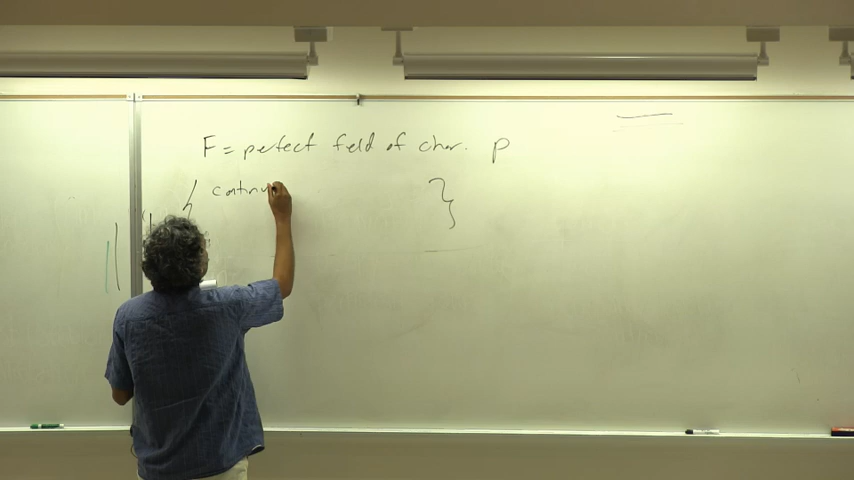 F = perfect field of char. p
{ continu }